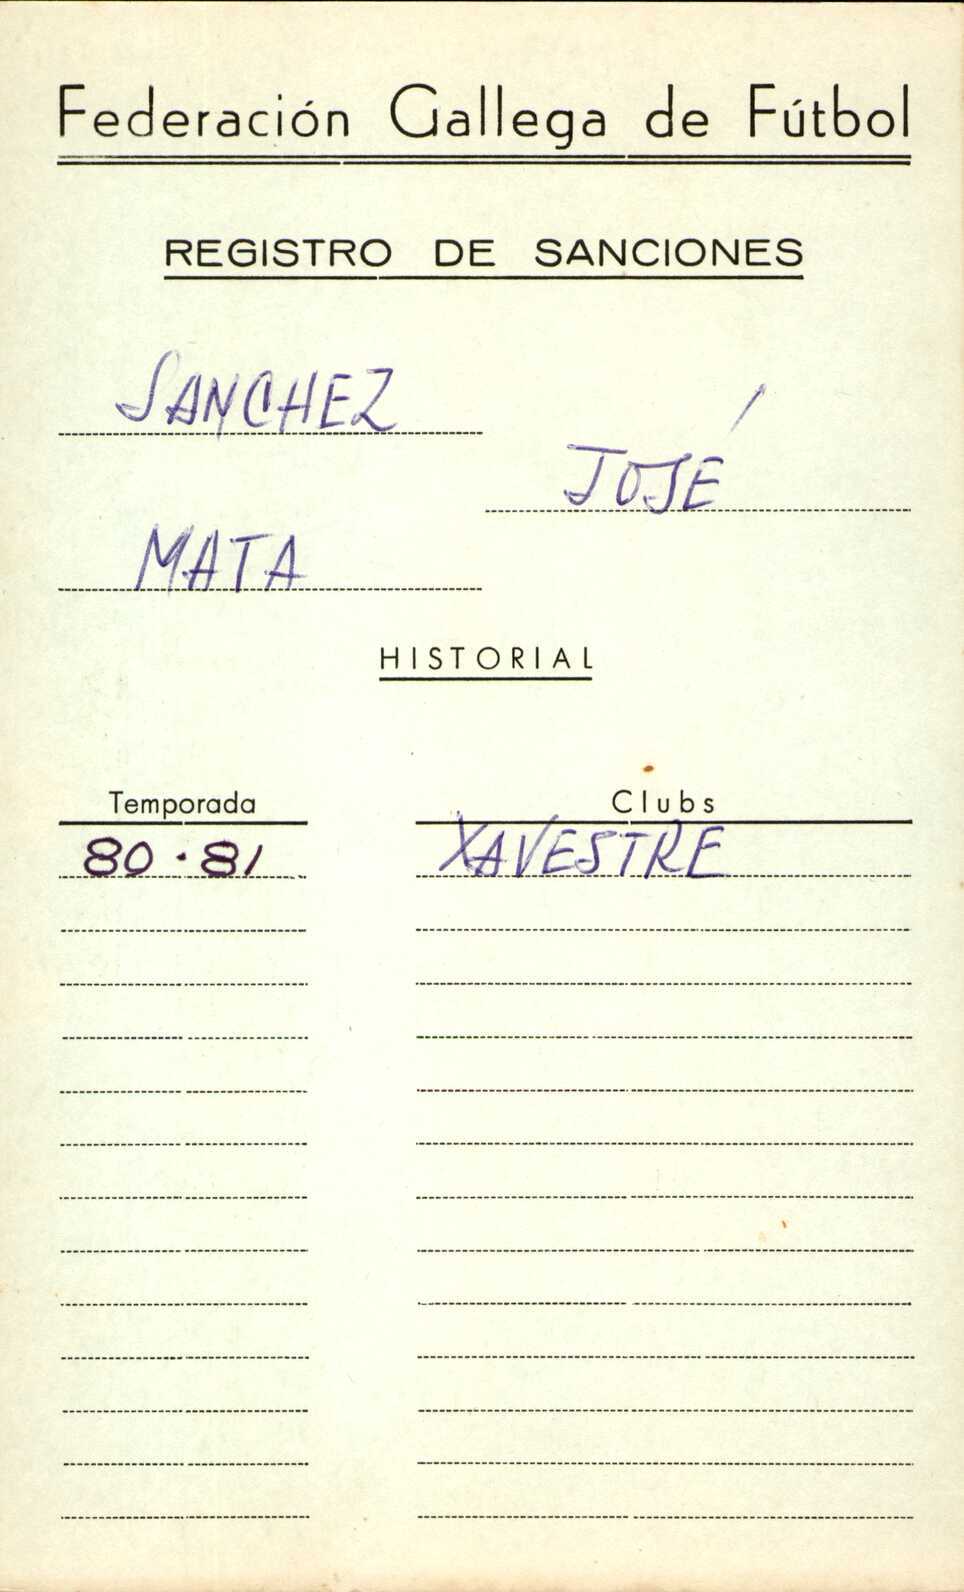 Federación Gallega de Fútbol
REGISTRO DE SANCIONES
SANCHEZ
JOSÉ
MATA
HISTORIAL
Temporada Clubs
80.81 XAVESTRE